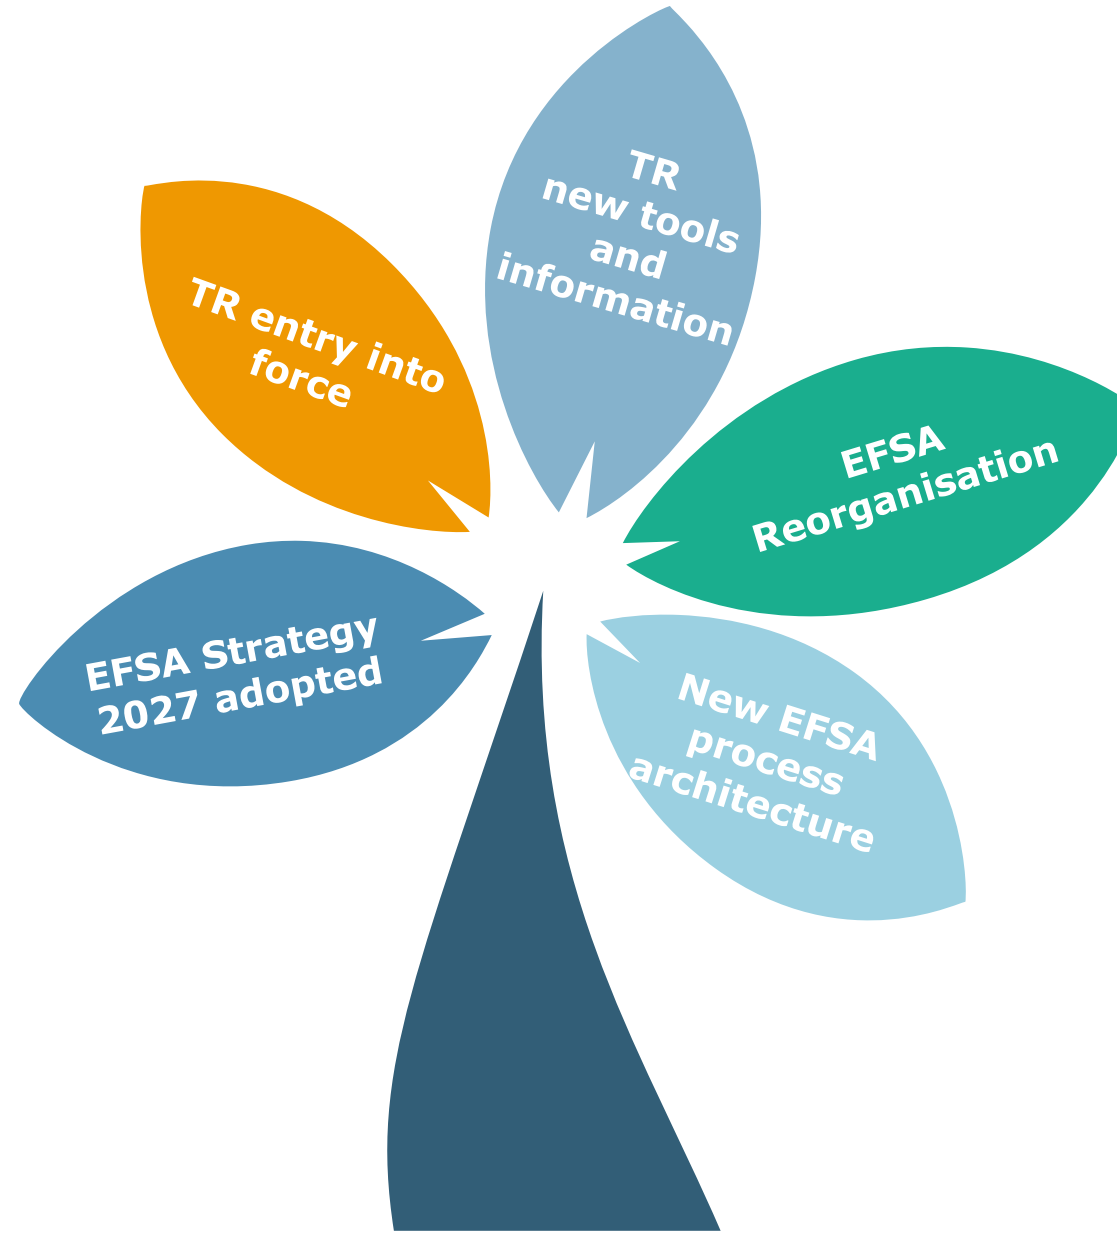 TR
new tools
and
information
TR entry into
force
EFSA
Reorganisation
EFSA Strategy
2027 adopted
New EFSA
process
architecture